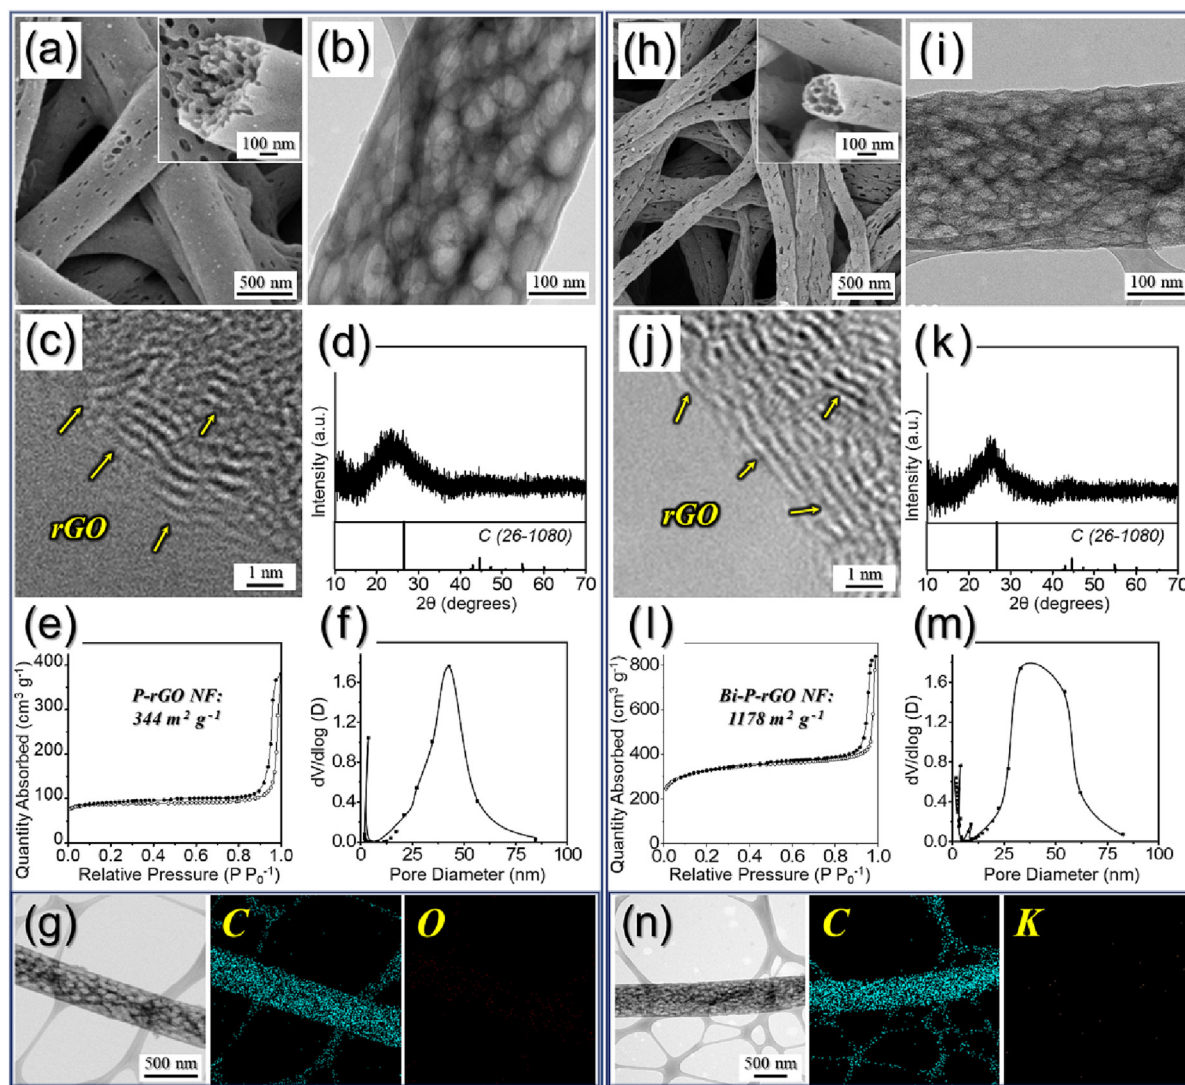 (a)
100 nm
500 nm
(b)
100 nm
(h)
100 nm
500 nm
(i)
100 nm
(c)
rGO
1 nm
(d)
Intensity (a.u.)
C (26-1080)
10 20 30 40 50 60 70
2θ (degrees)
(j)
rGO
1 nm
(k)
Intensity (a.u.)
C (26-1080)
10 20 30 40 50 60 70
2θ (degrees)
(e)
Quantity Absorbed (cm³ g⁻¹)
400
300
200
100
0
P-rGO NF:
344 m² g⁻¹
0.0 0.2 0.4 0.6 0.8 1.0
Relative Pressure (P P₀⁻¹)
(f)
dV/dlog (D)
1.6
1.2
0.8
0.4
0.0
0 25 50 75 100
Pore Diameter (nm)
(l)
Quantity Absorbed (cm³ g⁻¹)
800
600
400
200
0
Bi-P-rGO NF:
1178 m² g⁻¹
0.0 0.2 0.4 0.6 0.8 1.0
Relative Pressure (P P₀⁻¹)
(m)
dV/dlog (D)
1.6
1.2
0.8
0.4
0.0
0 25 50 75 100
Pore Diameter (nm)
(g)
500 nm
C
O
(n)
500 nm
C
K